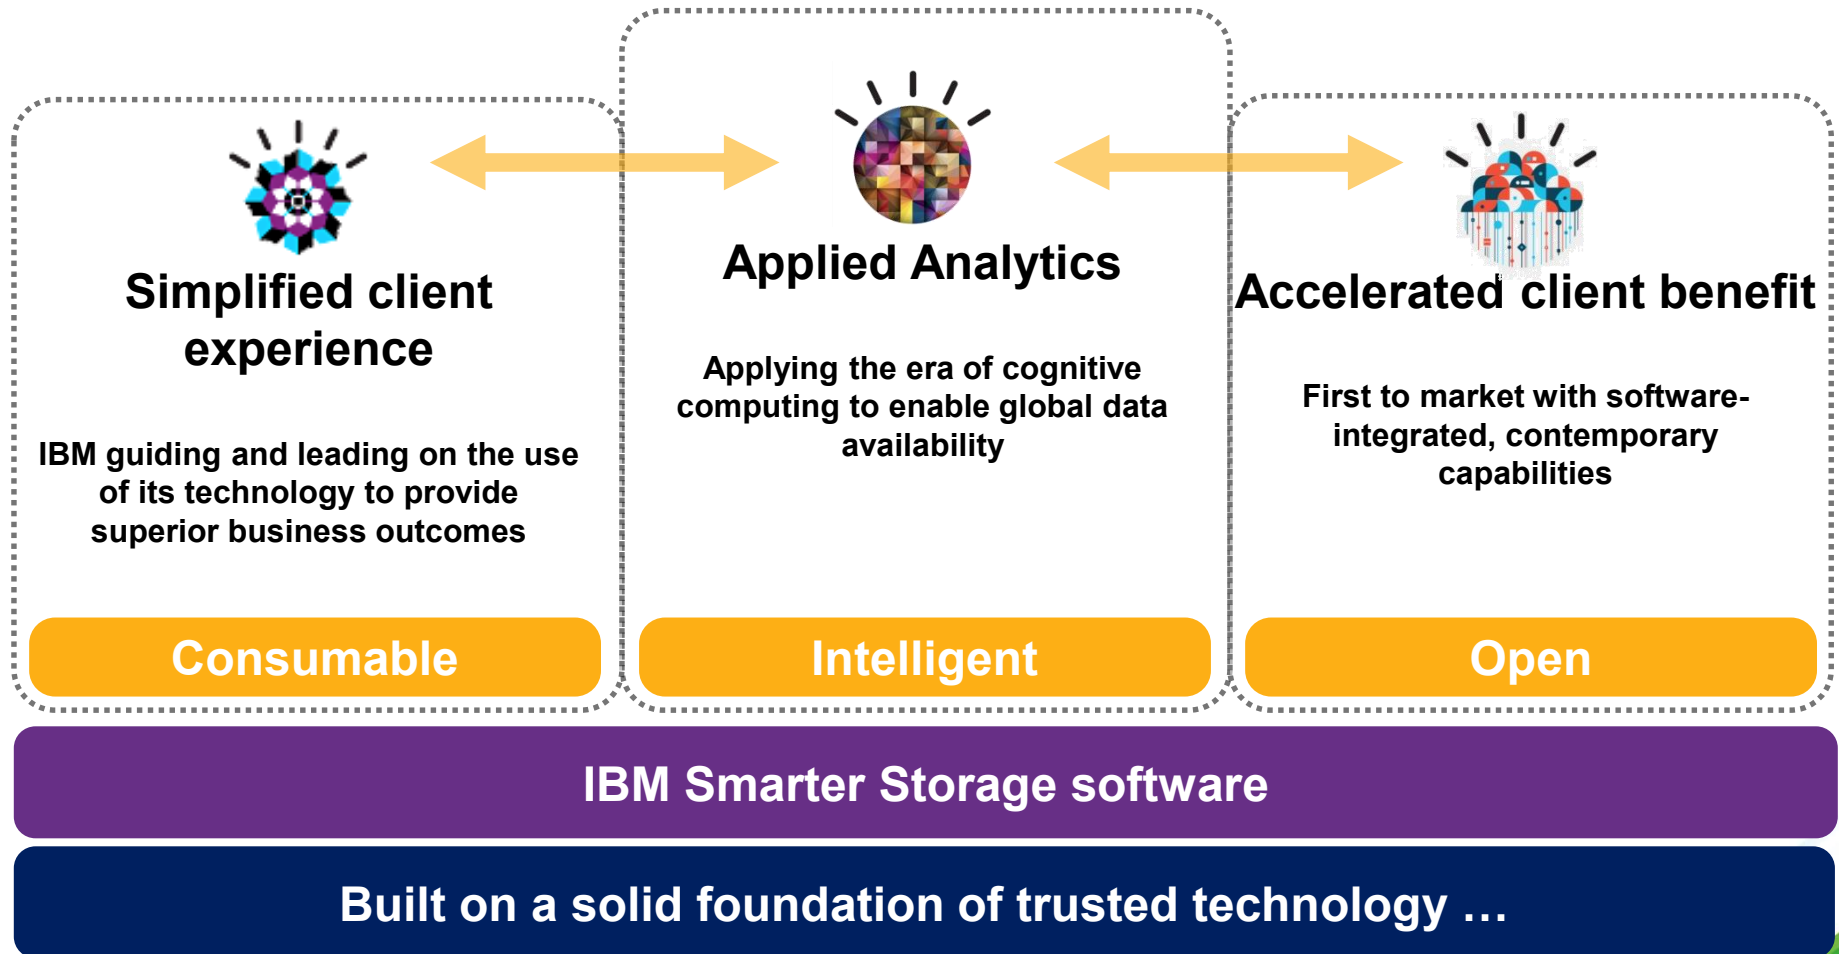 Simplified client
experience
IBM guiding and leading on the use
of its technology to provide
superior business outcomes
Consumable
Applied Analytics
Applying the era of cognitive
computing to enable global data
availability
Intelligent
Accelerated client benefit
First to market with software-
integrated, contemporary
capabilities
Open
IBM Smarter Storage software
Built on a solid foundation of trusted technology …